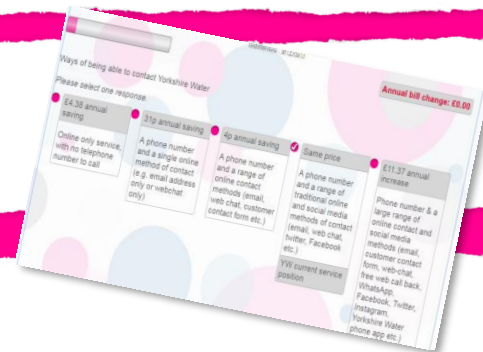 Annual bill change: £0.00
Ways of being able to contact Yorkshire Water
Please select one response.
£4.38 annual
saving
Online only service,
with no telephone
number to call
31p annual saving
A phone number
and a single online
method of contact
(e.g. email address
only or webchat
only)
4p annual saving
A phone number
and a range of
online contact
methods (email,
web chat, customer
contact form etc.)
Same price
A phone number
and a range of
traditional online
and social media
methods of contact
(email, web chat,
twitter, Facebook
etc.)
YW current service
position
£11.37 annual
increase
Phone number & a
large range of
online contact and
social media
methods (email,
customer contact
form, web-chat,
free web call back,
WhatsApp,
Facebook, Twitter,
Instagram,
Yorkshire Water
phone app etc.)